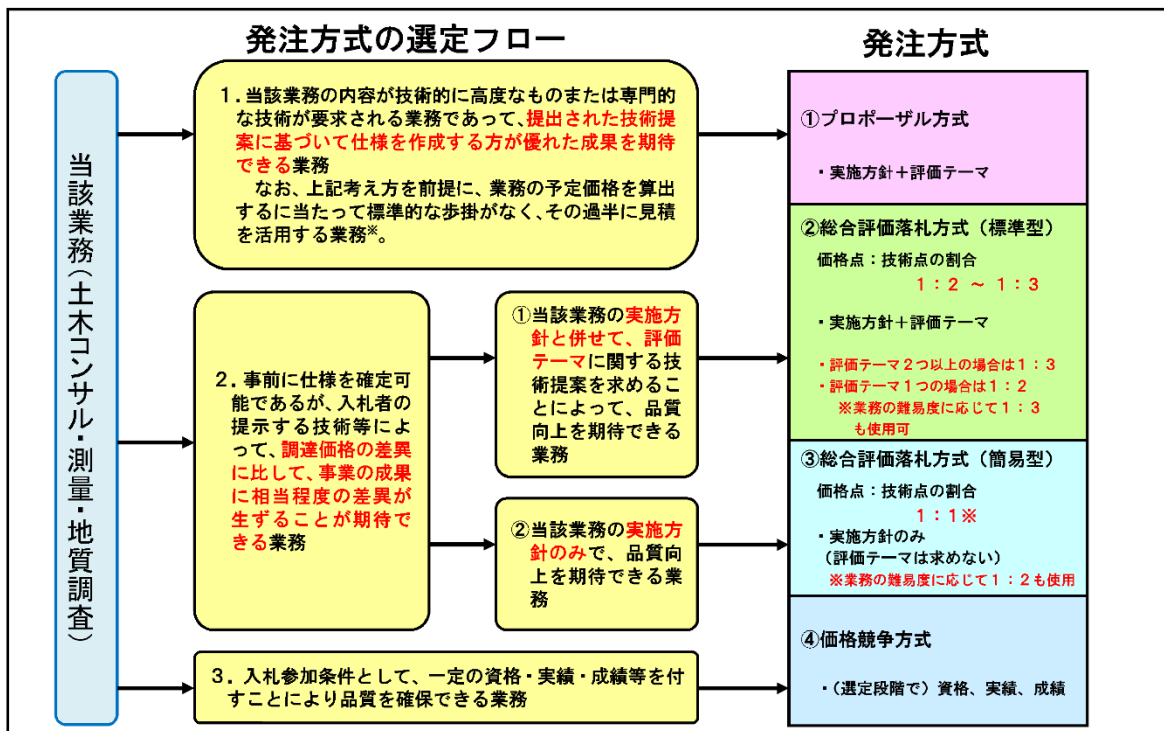 発注方式の選定フロー
発注方式
当該業務(土木コンサル・測量・地質調査)
1.当該業務の内容が技術的に高度なものまたは専門的
な技術が要求される業務であって、提出された技術提
案に基づいて仕様を作成する方が優れた成果を期待
できる業務
なお、上記考え方を前提に、業務の予定価格を算出
するに当たって標準的な歩掛がなく、その過半に見積
を活用する業務※。
2.事前に仕様を確定可
能であるが、入札者の
提示する技術等によ
って、調達価格の差異
に比して、事業の成果
に相当程度の差異が
生ずることが期待で
きる業務
①当該業務の実施方
針と併せて、評価
テーマに関する技
術提案を求めるこ
とによって、品質
向上を期待できる
業務
②当該業務の実施方
針のみで、品質向
上を期待できる業
務
3.入札参加条件として、一定の資格・実績・成績等を付
すことにより品質を確保できる業務
①プロポーザル方式
・実施方針+評価テーマ
②総合評価落札方式(標準型)
価格点:技術点の割合
1:2 ～ 1:3
・実施方針+評価テーマ
・評価テーマ2つ以上の場合は1:3
・評価テーマ1つの場合は1:2
※業務の難易度に応じて1:3
も使用可
③総合評価落札方式(簡易型)
価格点:技術点の割合
1:1※
・実施方針のみ
(評価テーマは求めない)
※業務の難易度に応じて1:2も使用
④価格競争方式
・(選定段階で)資格、実績、成績